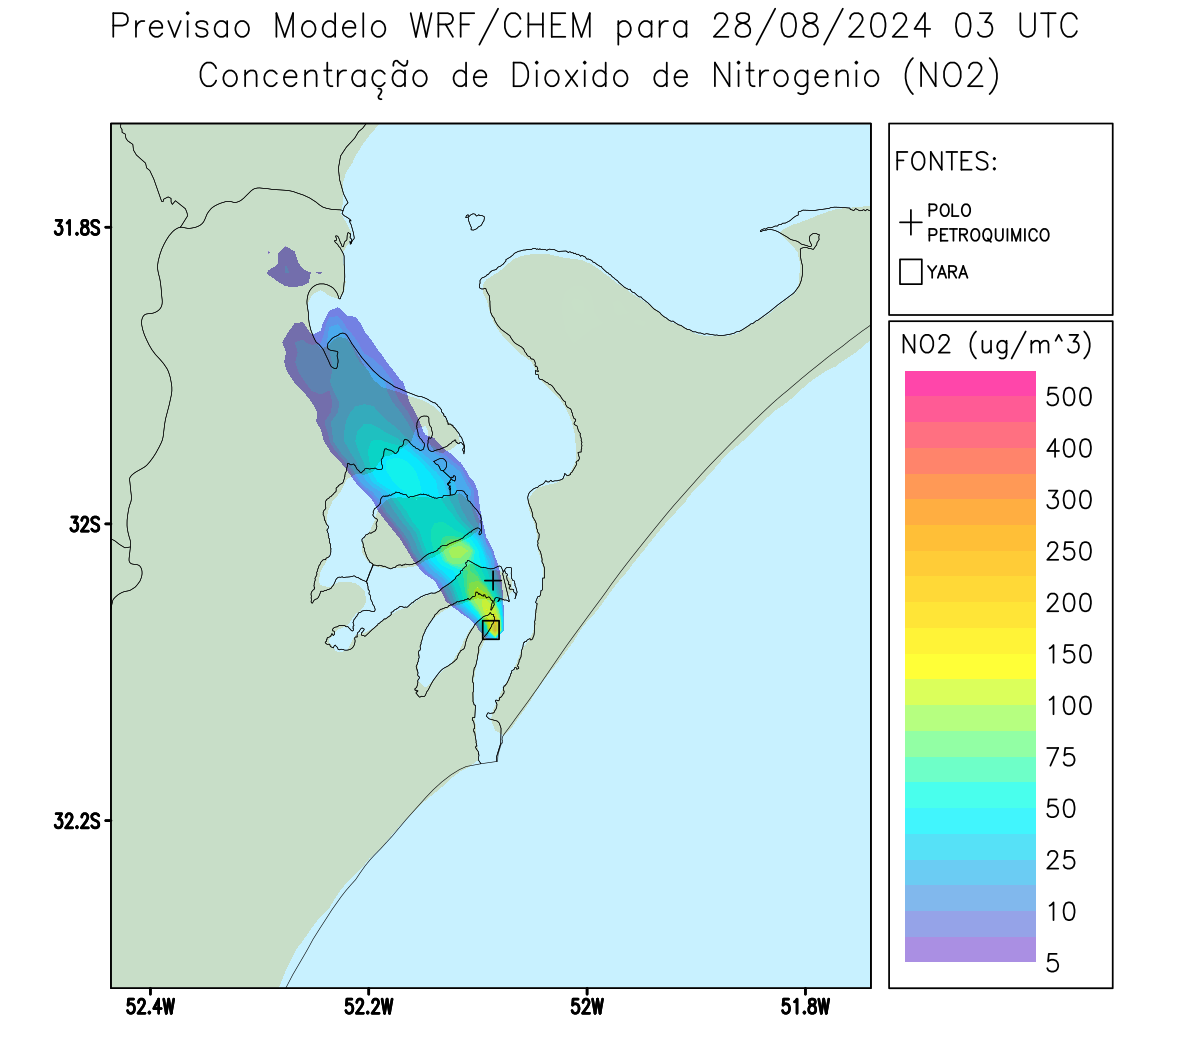 Previsao Modelo WRF/CHEM para 28/08/2024 03 UTC
Concentração de Dioxido de Nitrogenio (NO2)
FONTES:
POLO
PETROQUIMICO
YARA
31.8S
32S
32.2S
52.4W
52.2W
52W
51.8W
NO2 (ug/m^3)
500
400
300
250
200
150
100
75
50
25
10
5